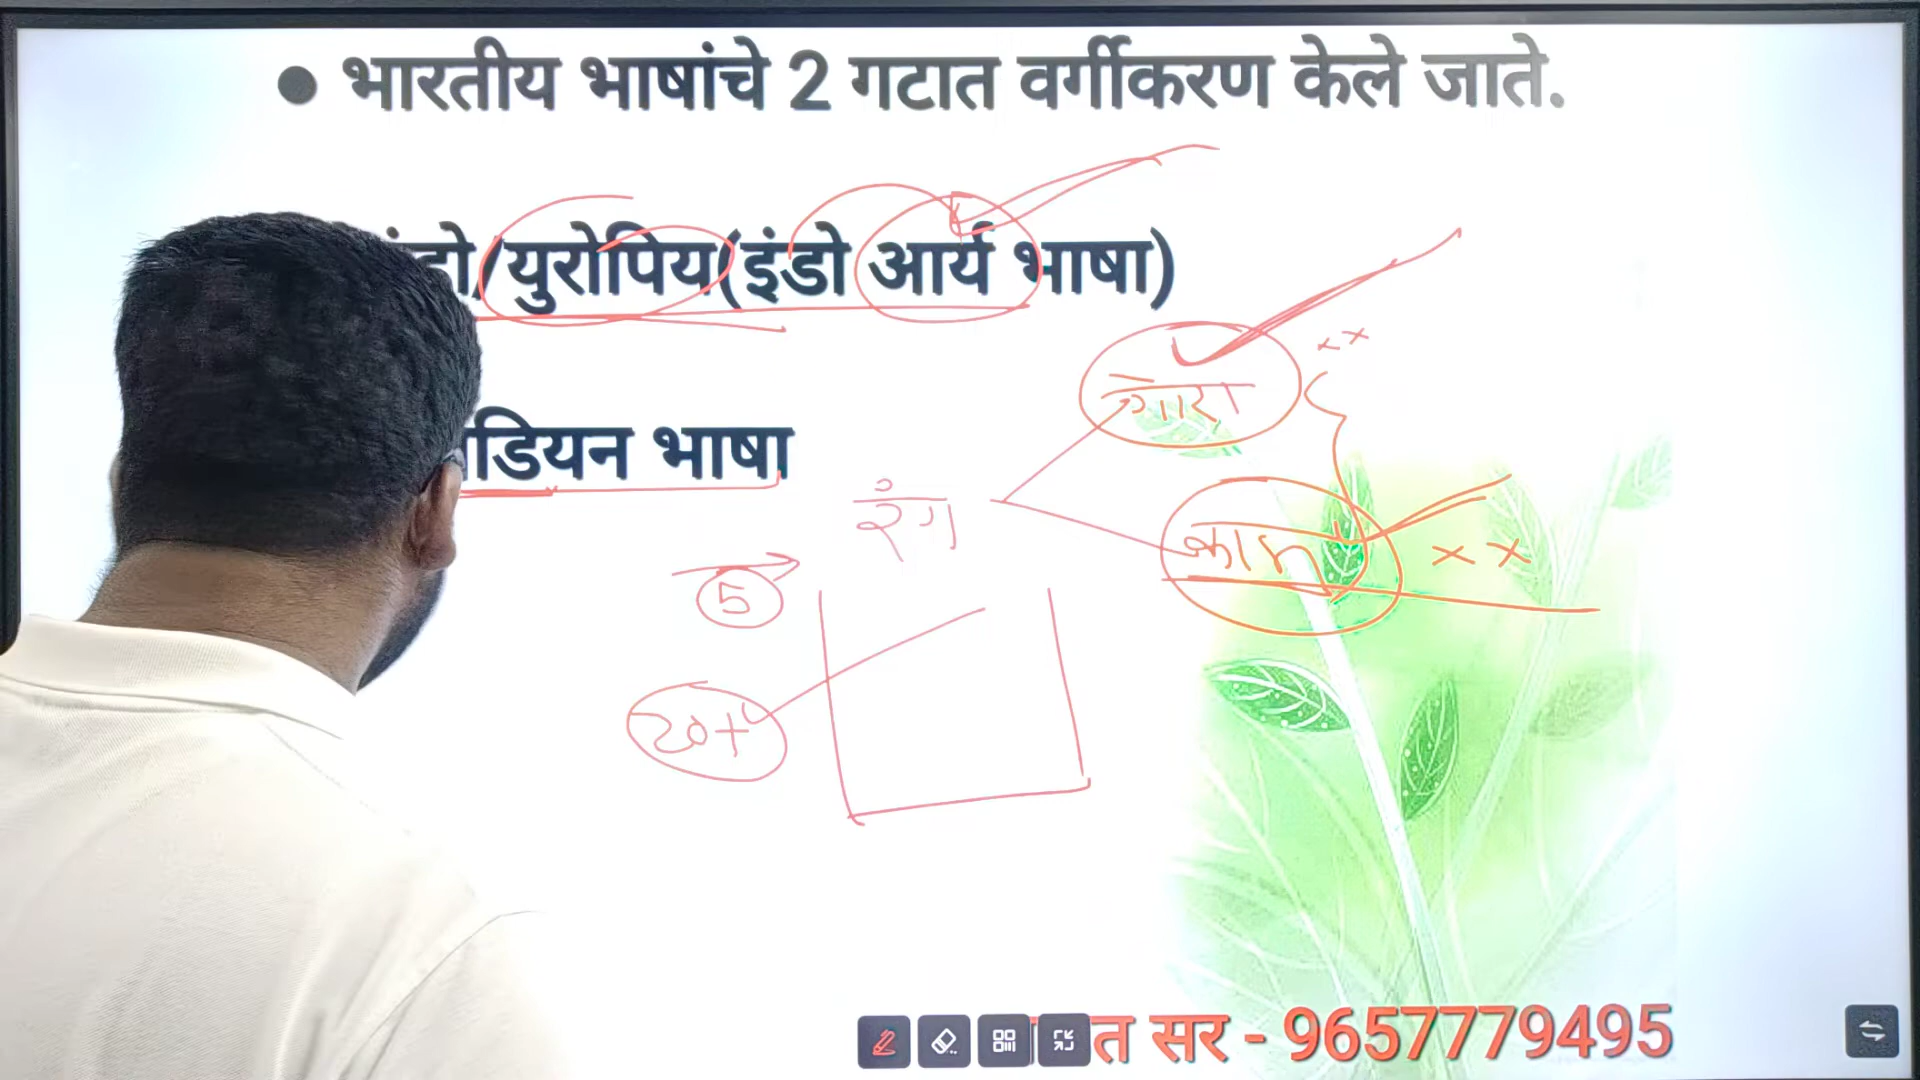 ● भारतीय भाषांचे 2 गटात वर्गीकरण केले जाते.
/युरोपिय(इंडो आर्य भाषा)
डियन भाषा
गोरा
रंग
5
20+
त सर - 9657779495